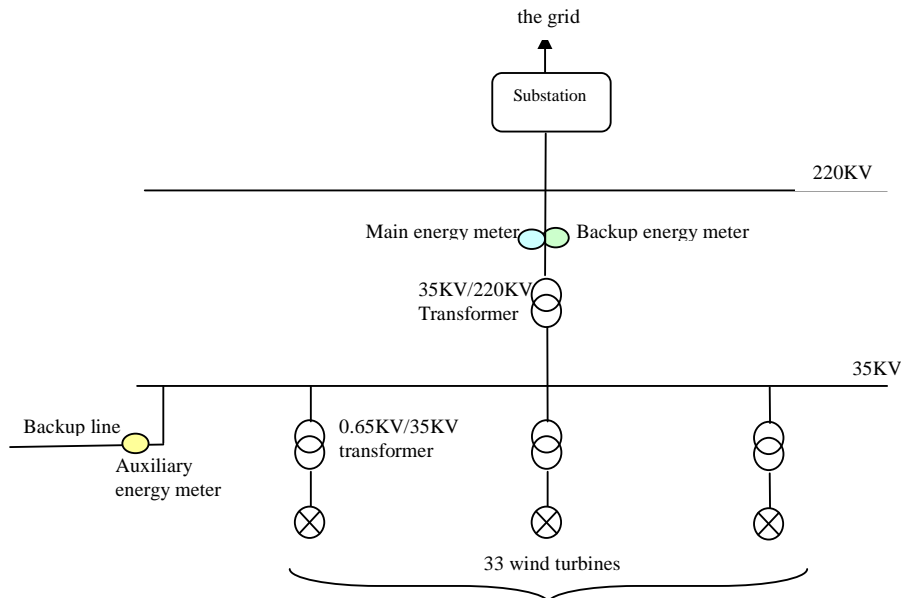 the grid
Substation
220KV
Main energy meter
Backup energy meter
35KV/220KV
Transformer
35KV
Backup line
0.65KV/35KV
transformer
Auxiliary
energy meter
33 wind turbines